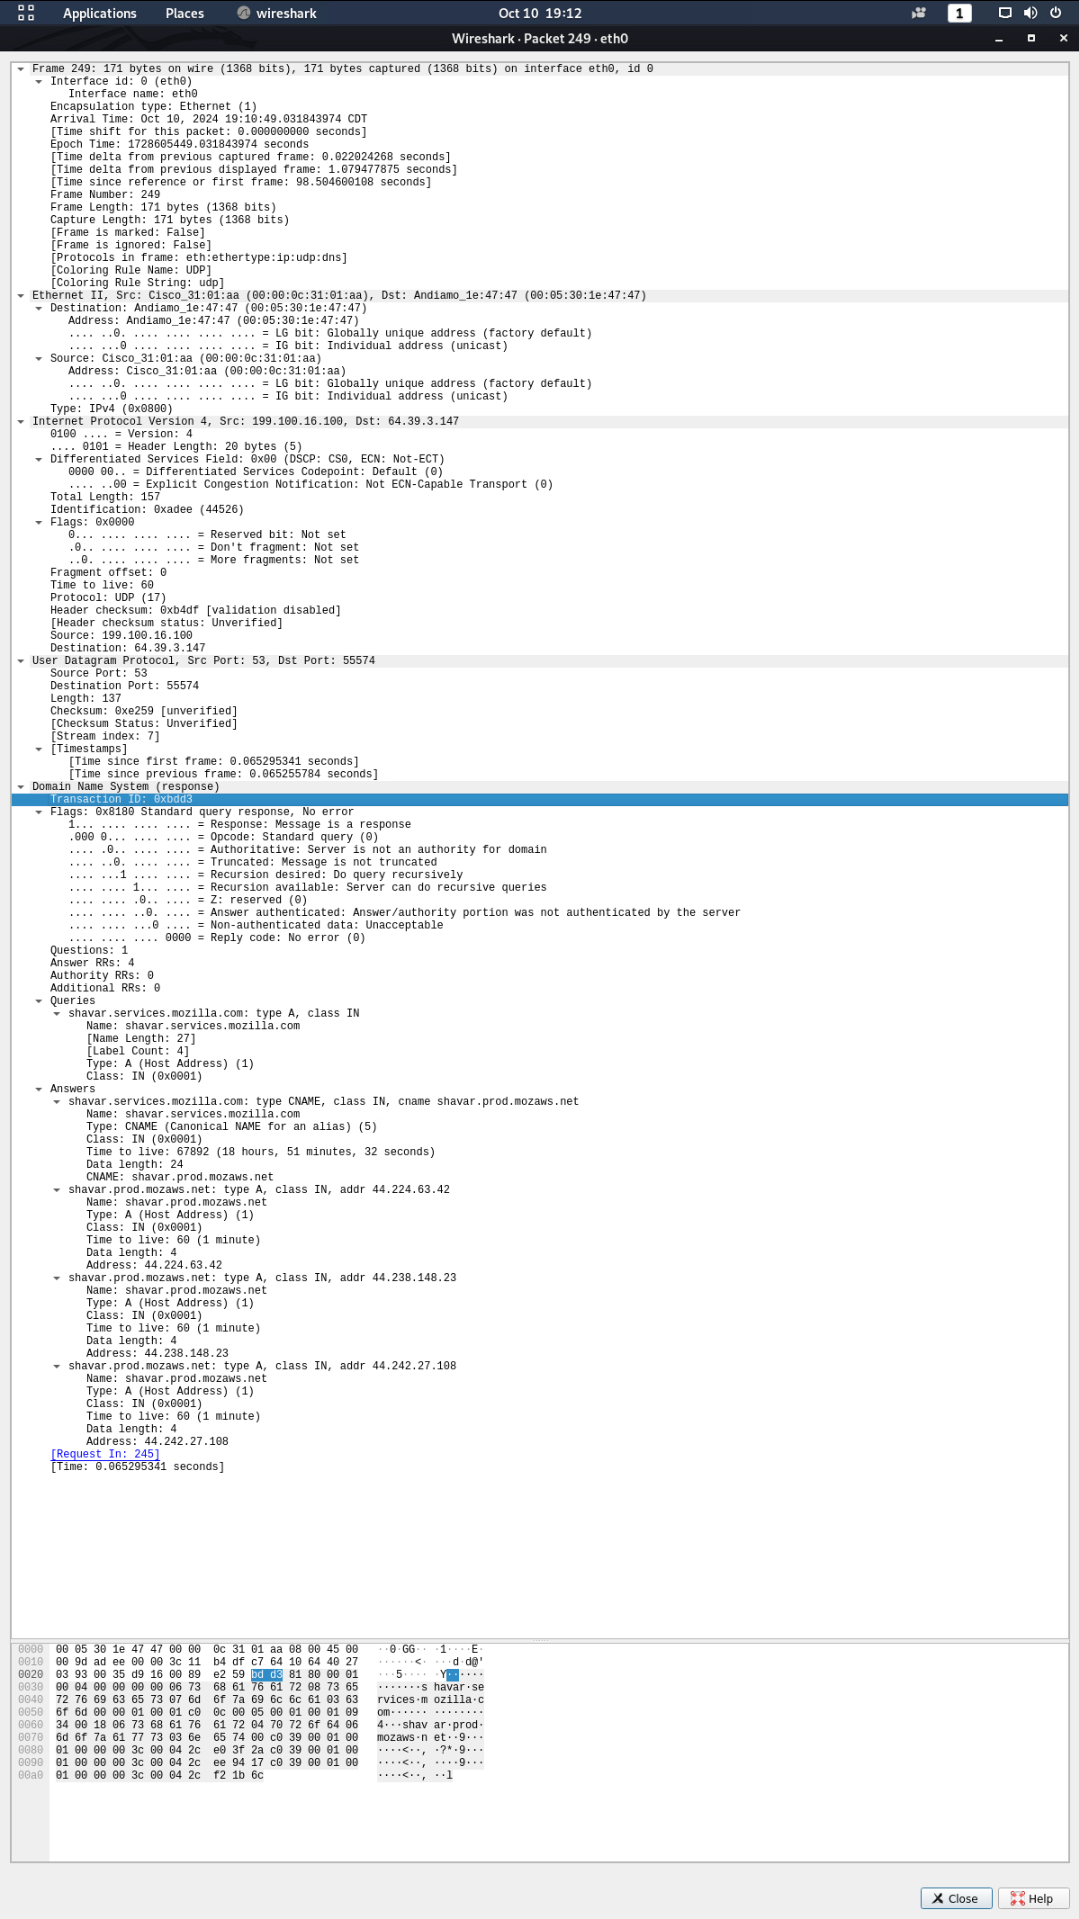 Applications Places wireshark Oct 10 19:12 1
Wireshark · Packet 249 · eth0
Frame 249: 171 bytes on wire (1368 bits), 171 bytes captured (1368 bits) on interface eth0, id 0
Interface id: 0 (eth0)
Interface name: eth0
Encapsulation type: Ethernet (1)
Arrival Time: Oct 10, 2024 19:10:49.031843974 CDT
[Time shift for this packet: 0.000000000 seconds]
Epoch Time: 1728605449.031843974 seconds
[Time delta from previous captured frame: 0.022024268 seconds]
[Time delta from previous displayed frame: 1.079477875 seconds]
[Time since reference or first frame: 98.504600108 seconds]
Frame Number: 249
Frame Length: 171 bytes (1368 bits)
Capture Length: 171 bytes (1368 bits)
[Frame is marked: False]
[Frame is ignored: False]
[Protocols in frame: eth:ethertype:ip:udp:dns]
[Coloring Rule Name: UDP]
[Coloring Rule String: udp]
Ethernet II, Src: Cisco_31:01:aa (00:00:0c:31:01:aa), Dst: Andiamo_1e:47:47 (00:05:30:1e:47:47)
Destination: Andiamo_1e:47:47 (00:05:30:1e:47:47)
Address: Andiamo_1e:47:47 (00:05:30:1e:47:47)
.... ..0. .... .... .... .... = LG bit: Globally unique address (factory default)
.... ...0 .... .... .... .... = IG bit: Individual address (unicast)
Source: Cisco_31:01:aa (00:00:0c:31:01:aa)
Address: Cisco_31:01:aa (00:00:0c:31:01:aa)
.... ..0. .... .... .... .... = LG bit: Globally unique address (factory default)
.... ...0 .... .... .... .... = IG bit: Individual address (unicast)
Type: IPv4 (0x0800)
Internet Protocol Version 4, Src: 199.100.16.100, Dst: 64.39.3.147
0100 .... = Version: 4
.... 0101 = Header Length: 20 bytes (5)
Differentiated Services Field: 0x00 (DSCP: CS0, ECN: Not-ECT)
0000 00.. = Differentiated Services Codepoint: Default (0)
.... ..00 = Explicit Congestion Notification: Not ECN-Capable Transport (0)
Total Length: 157
Identification: 0xadee (44526)
Flags: 0x0000
0... .... .... .... = Reserved bit: Not set
.0.. .... .... .... = Don't fragment: Not set
..0. .... .... .... = More fragments: Not set
Fragment offset: 0
Time to live: 60
Protocol: UDP (17)
Header checksum: 0xb4df [validation disabled]
[Header checksum status: Unverified]
Source: 199.100.16.100
Destination: 64.39.3.147
User Datagram Protocol, Src Port: 53, Dst Port: 55574
Source Port: 53
Destination Port: 55574
Length: 137
Checksum: 0xe259 [unverified]
[Checksum Status: Unverified]
[Stream index: 7]
[Timestamps]
[Time since first frame: 0.065295341 seconds]
[Time since previous frame: 0.065255784 seconds]
Domain Name System (response)
Transaction ID: 0xbdd3
Flags: 0x8180 Standard query response, No error
1... .... .... .... = Response: Message is a response
.000 0... .... .... = Opcode: Standard query (0)
.... .0.. .... .... = Authoritative: Server is not an authority for domain
.... ..0. .... .... = Truncated: Message is not truncated
.... ...1 .... .... = Recursion desired: Do query recursively
.... .... 1... .... = Recursion available: Server can do recursive queries
.... .... .0.. .... = Z: reserved (0)
.... .... ..0. .... = Answer authenticated: Answer/authority portion was not authenticated by the server
.... .... ...0 .... = Non-authenticated data: Unacceptable
.... .... .... 0000 = Reply code: No error (0)
Questions: 1
Answer RRs: 4
Authority RRs: 0
Additional RRs: 0
Queries
shavar.services.mozilla.com: type A, class IN
Name: shavar.services.mozilla.com
[Name Length: 27]
[Label Count: 4]
Type: A (Host Address) (1)
Class: IN (0x0001)
Answers
shavar.services.mozilla.com: type CNAME, class IN, cname shavar.prod.mozaws.net
Name: shavar.services.mozilla.com
Type: CNAME (Canonical NAME for an alias) (5)
Class: IN (0x0001)
Time to live: 67892 (18 hours, 51 minutes, 32 seconds)
Data length: 24
CNAME: shavar.prod.mozaws.net
shavar.prod.mozaws.net: type A, class IN, addr 44.224.63.42
Name: shavar.prod.mozaws.net
Type: A (Host Address) (1)
Class: IN (0x0001)
Time to live: 60 (1 minute)
Data length: 4
Address: 44.224.63.42
shavar.prod.mozaws.net: type A, class IN, addr 44.238.148.23
Name: shavar.prod.mozaws.net
Type: A (Host Address) (1)
Class: IN (0x0001)
Time to live: 60 (1 minute)
Data length: 4
Address: 44.238.148.23
shavar.prod.mozaws.net: type A, class IN, addr 44.242.27.108
Name: shavar.prod.mozaws.net
Type: A (Host Address) (1)
Class: IN (0x0001)
Time to live: 60 (1 minute)
Data length: 4
Address: 44.242.27.108
[Request In: 245]
[Time: 0.065295341 seconds]
0000 00 05 30 1e 47 47 00 00 0c 31 01 aa 08 00 45 00 ··0·GG·· ·1····E·
0010 00 9d ad ee 00 00 3c 11 b4 df c7 64 10 64 40 27 ······<· ···d·d@'
0020 03 93 00 35 d9 16 00 89 e2 59 bd d3 81 80 00 01 ···5···· ·Y······
0030 00 04 00 00 00 00 06 73 68 61 76 61 72 08 73 65 ·······s havar·se
0040 72 76 69 63 65 73 07 6d 6f 7a 69 6c 6c 61 03 63 rvices·m ozilla·c
0050 6f 6d 00 00 01 00 01 c0 0c 00 05 00 01 00 01 09 om······ ········
0060 34 00 18 06 73 68 61 76 61 72 04 70 72 6f 64 06 4···shav ar·prod·
0070 6d 6f 7a 61 77 73 03 6e 65 74 00 c0 39 00 01 00 mozaws·n et··9···
0080 01 00 00 00 3c 00 04 2c e0 3f 2a c0 39 00 01 00 ····<··, ·?*·9···
0090 01 00 00 00 3c 00 04 2c ee 94 17 c0 39 00 01 00 ····<··, ····9···
00a0 01 00 00 00 3c 00 04 2c f2 1b 6c ····<··, ··l
Close Help